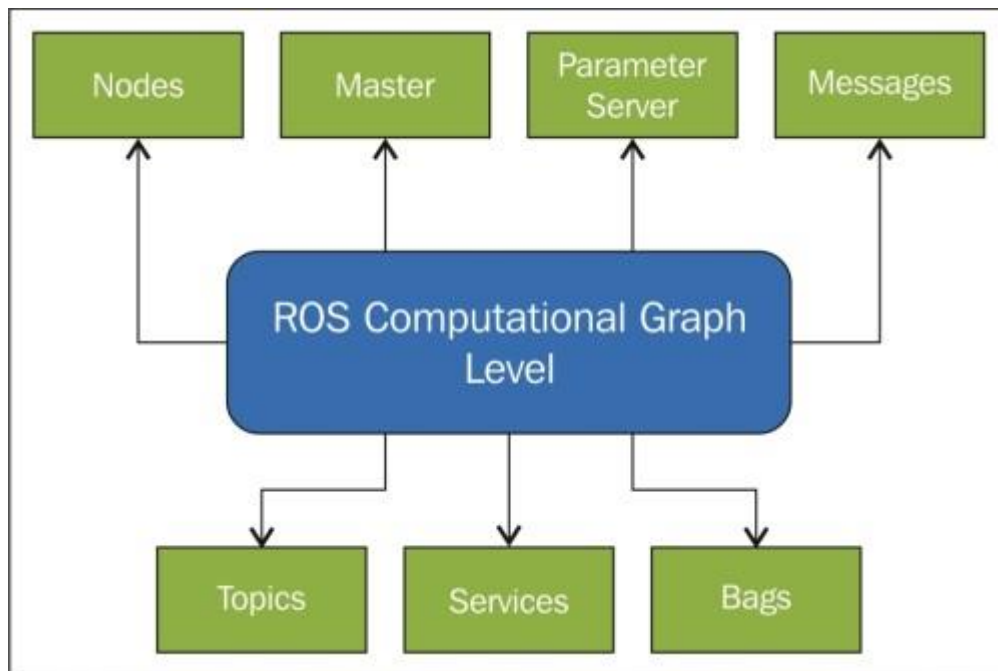 Nodes
Master
Parameter
Server
Messages
ROS Computational Graph
Level
Topics
Services
Bags